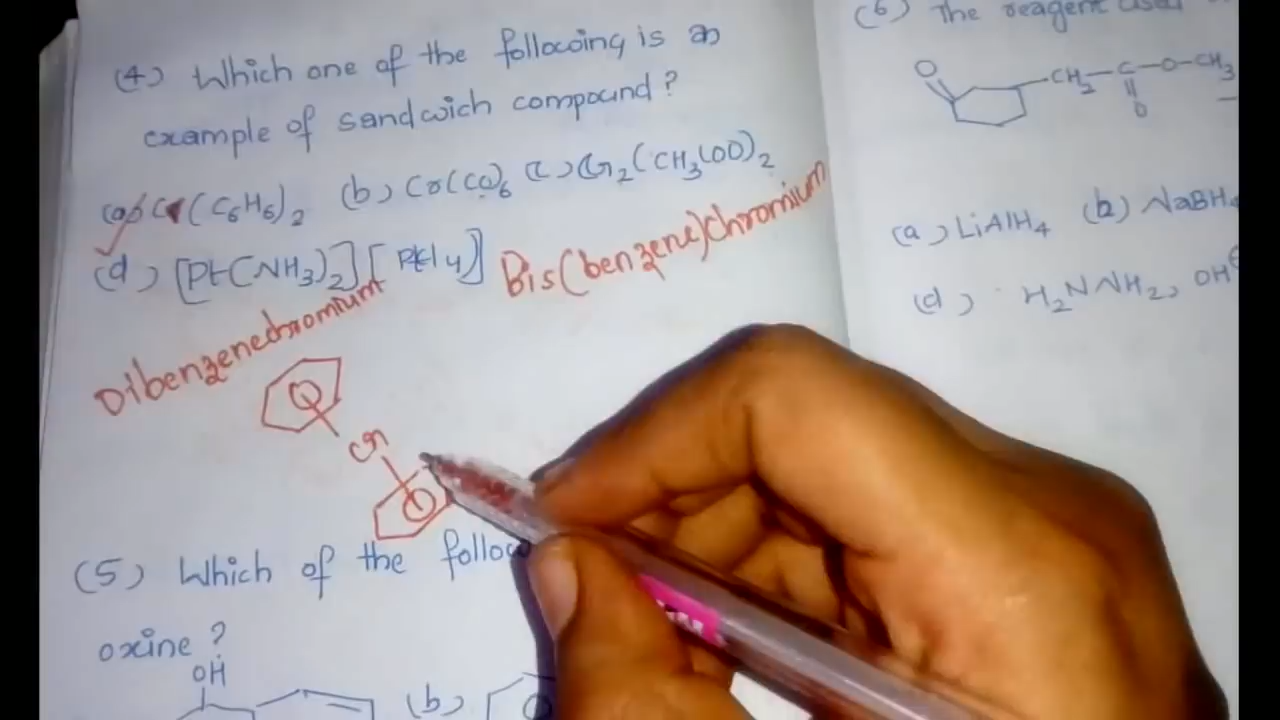 (4) Which one of the following is an
example of sandwich compound?
(a) Cr(C6H6)2 (b) Cr(CO)6 (c) Cr2(CH3COO)2
(d) [Pt(NH3)2][PtCl4] Bis(benzene)chromium
Dibenzenechromium
Cr
(5) Which of the
oxine?
OH
(b)
(6) The reagent used
O CH2-C-O-CH3
O
(a) LiAlH4 (b) NaBH4
(d) H2NNH2, OH